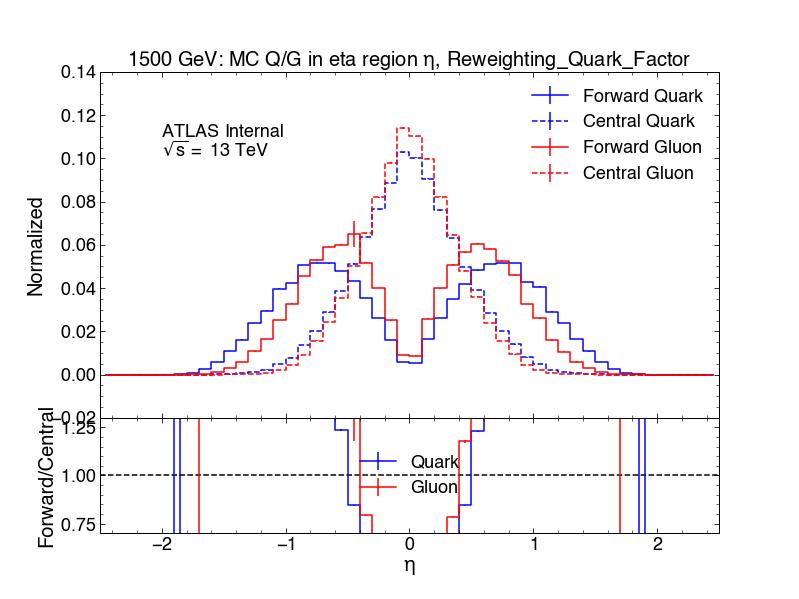 1500 GeV: MC Q/G in eta region η, Reweighting_Quark_Factor
0.14
0.12
0.10
0.08
0.06
0.04
0.02
0.00
−0.02
Normalized
ATLAS Internal
√s = 13 TeV
Forward Quark
Central Quark
Forward Gluon
Central Gluon
1.25
1.00
0.75
Forward/Central
Quark
Gluon
−2
−1
0
1
2
η